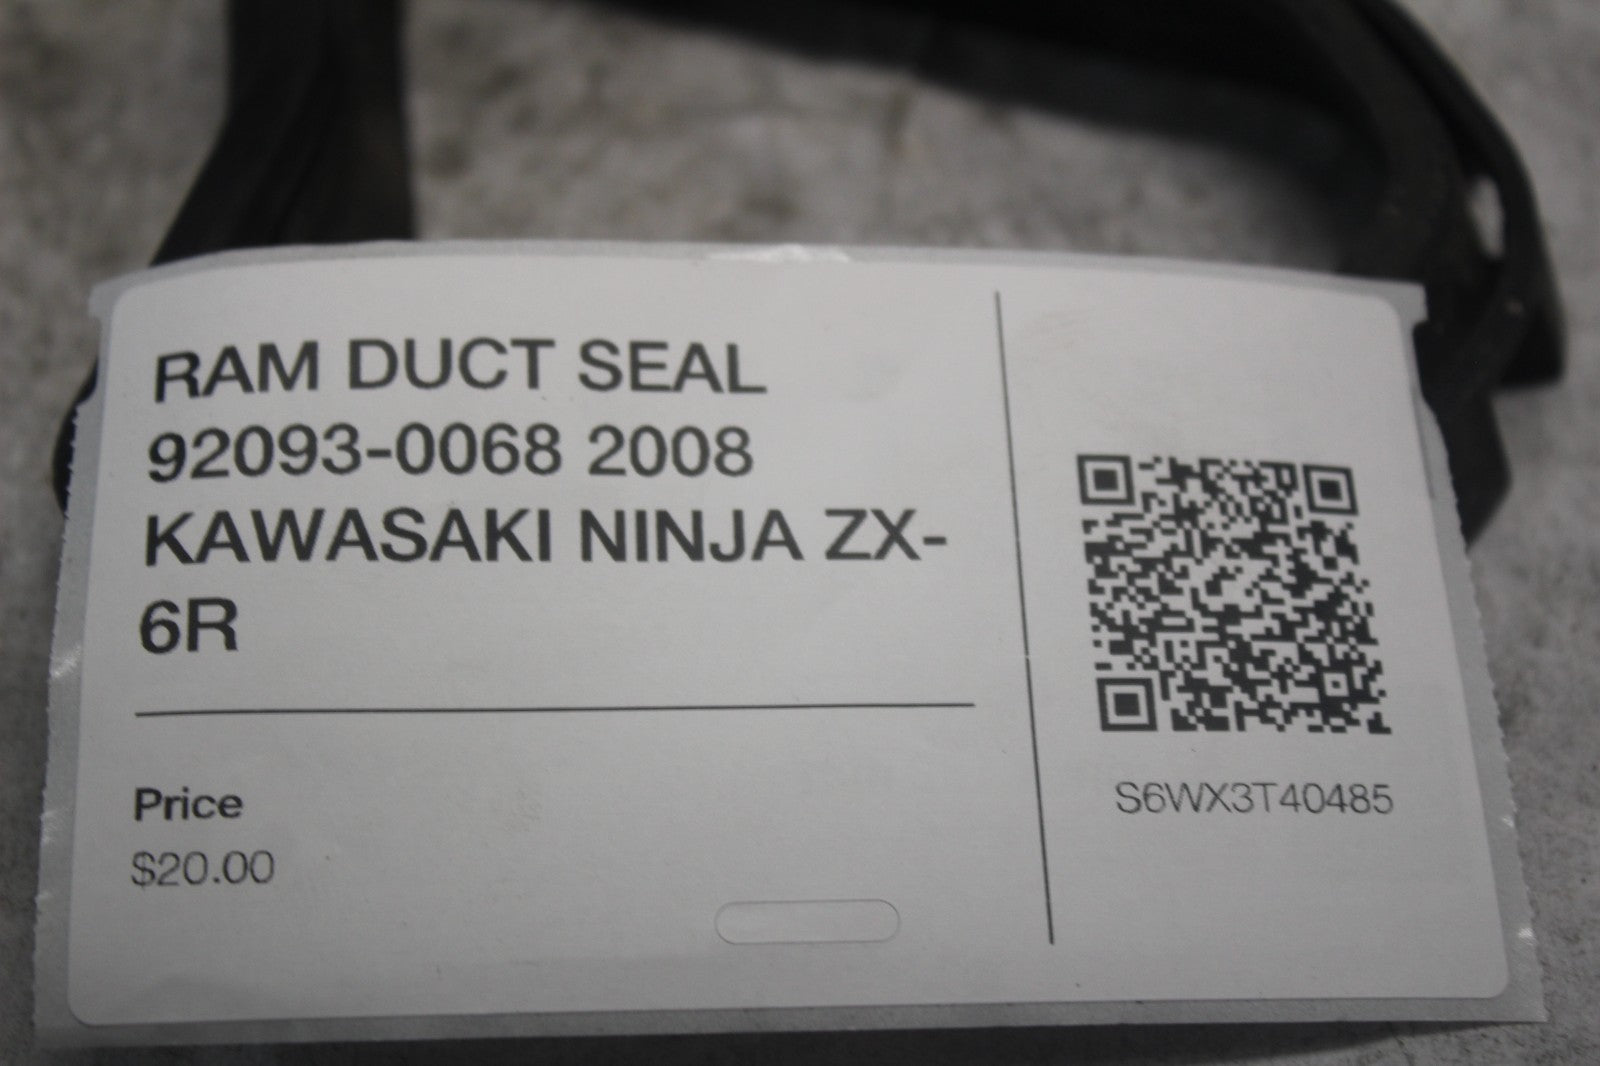 RAM DUCT SEAL
92093-0068 2008
KAWASAKI NINJA ZX-
6R
Price
$20.00
S6WX3T40485